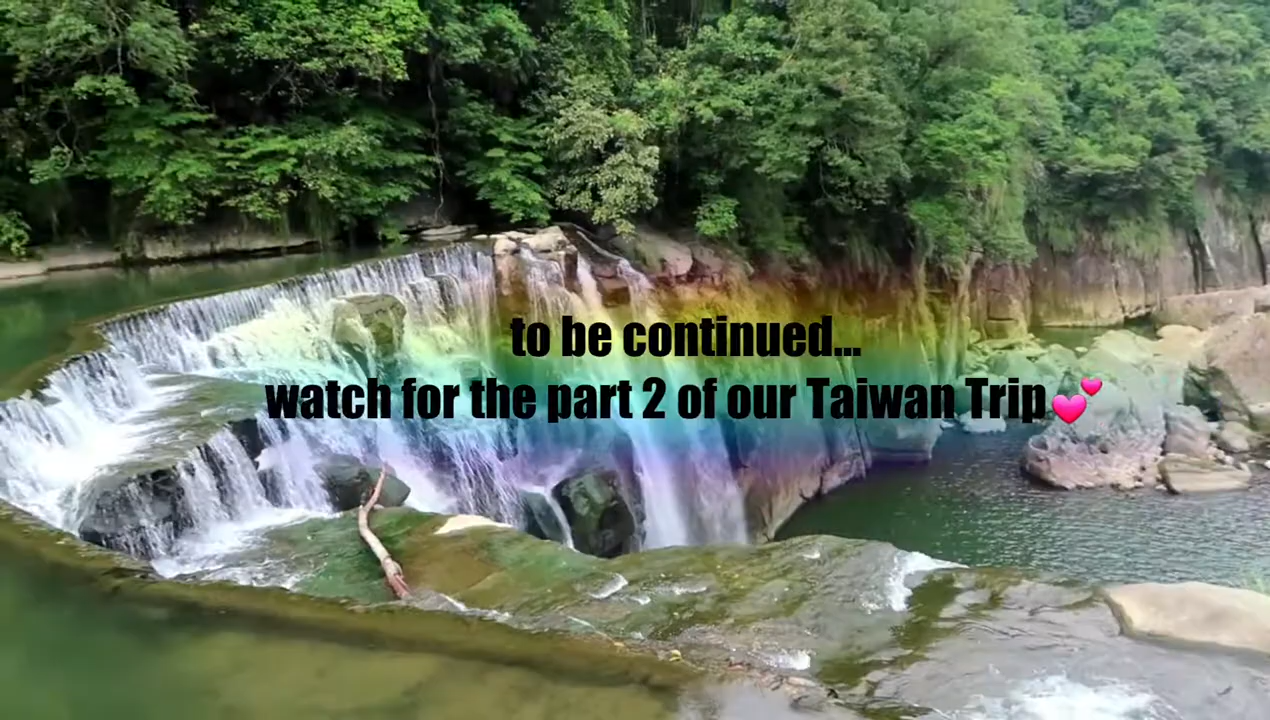 to be continued...
watch for the part 2 of our Taiwan Trip💕